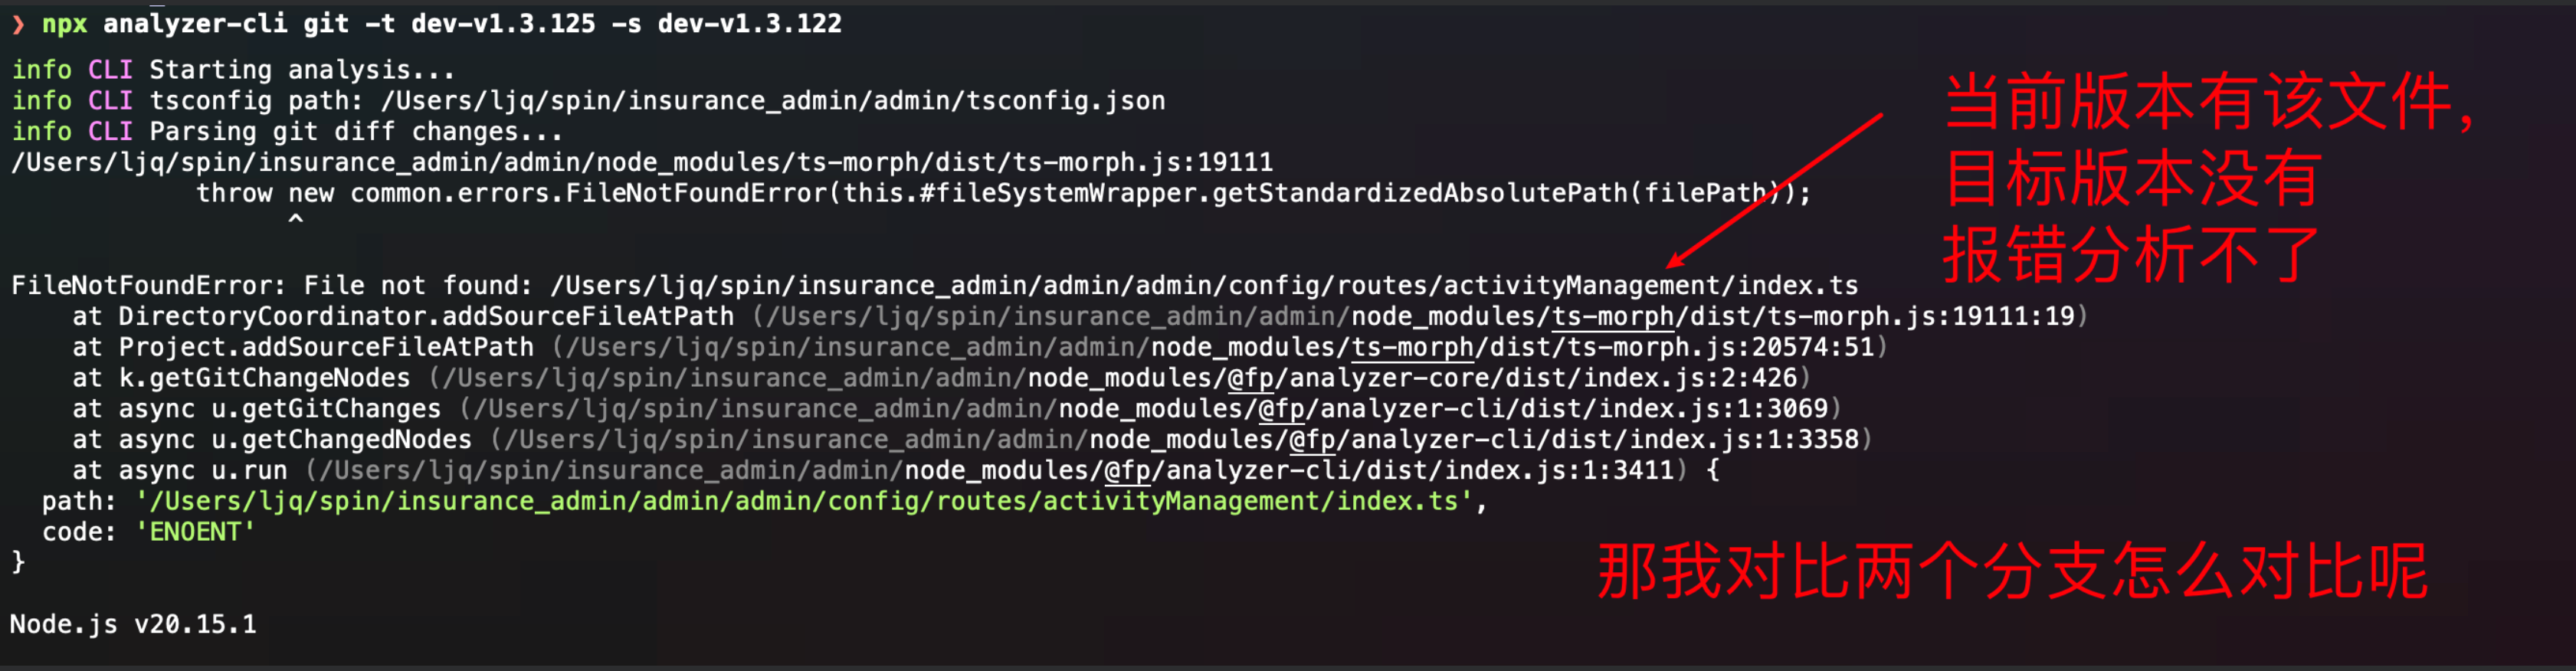 ❯ npx analyzer-cli git -t dev-v1.3.125 -s dev-v1.3.122
info CLI Starting analysis...
info CLI tsconfig path: /Users/ljq/spin/insurance_admin/admin/tsconfig.json
info CLI Parsing git diff changes...
/Users/ljq/spin/insurance_admin/admin/node_modules/ts-morph/dist/ts-morph.js:19111
throw new common.errors.FileNotFoundError(this.#fileSystemWrapper.getStandardizedAbsolutePath(filePath));
^
当前版本有该文件,
目标版本没有
报错分析不了
FileNotFoundError: File not found: /Users/ljq/spin/insurance_admin/admin/admin/config/routes/activityManagement/index.ts
at DirectoryCoordinator.addSourceFileAtPath (/Users/ljq/spin/insurance_admin/admin/node_modules/ts-morph/dist/ts-morph.js:19111:19)
at Project.addSourceFileAtPath (/Users/ljq/spin/insurance_admin/admin/node_modules/ts-morph/dist/ts-morph.js:20574:51)
at k.getGitChangeNodes (/Users/ljq/spin/insurance_admin/admin/node_modules/@fp/analyzer-core/dist/index.js:2:426)
at async u.getGitChanges (/Users/ljq/spin/insurance_admin/admin/node_modules/@fp/analyzer-cli/dist/index.js:1:3069)
at async u.getChangedNodes (/Users/ljq/spin/insurance_admin/admin/node_modules/@fp/analyzer-cli/dist/index.js:1:3358)
at async u.run (/Users/ljq/spin/insurance_admin/admin/node_modules/@fp/analyzer-cli/dist/index.js:1:3411) {
path: '/Users/ljq/spin/insurance_admin/admin/admin/config/routes/activityManagement/index.ts',
code: 'ENOENT'
}
那我对比两个分支怎么对比呢
Node.js v20.15.1